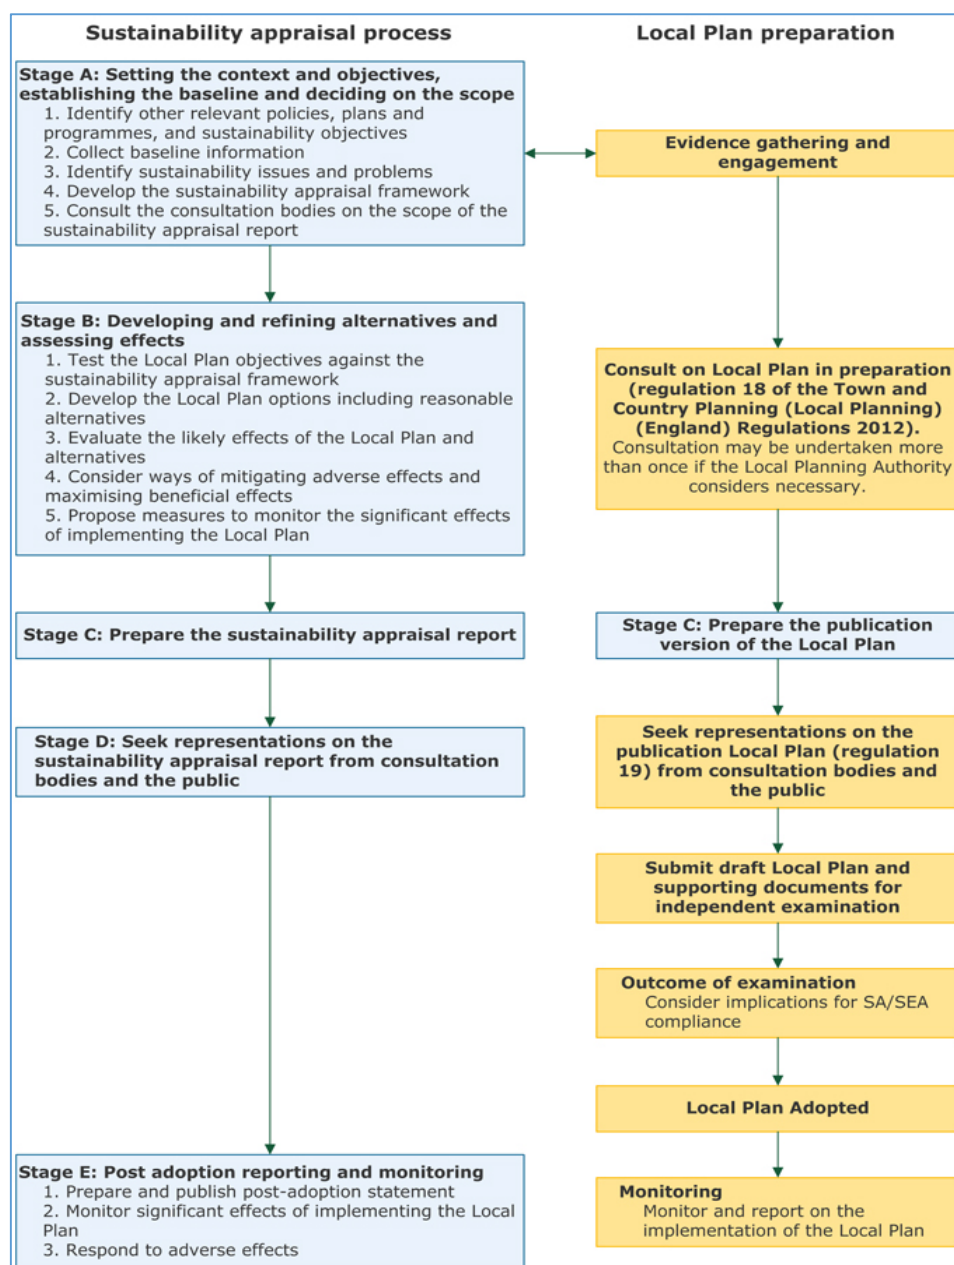 Sustainability appraisal process
Local Plan preparation
Stage A: Setting the context and objectives,
establishing the baseline and deciding on the scope
1. Identify other relevant policies, plans and
programmes, and sustainability objectives
2. Collect baseline information
3. Identify sustainability issues and problems
4. Develop the sustainability appraisal framework
5. Consult the consultation bodies on the scope of the
sustainability appraisal report
Evidence gathering and
engagement
Stage B: Developing and refining alternatives and
assessing effects
1. Test the Local Plan objectives against the
sustainability appraisal framework
2. Develop the Local Plan options including reasonable
alternatives
3. Evaluate the likely effects of the Local Plan and
alternatives
4. Consider ways of mitigating adverse effects and
maximising beneficial effects
5. Propose measures to monitor the significant effects
of implementing the Local Plan
Consult on Local Plan in preparation
(regulation 18 of the Town and
Country Planning (Local Planning)
(England) Regulations 2012).
Consultation may be undertaken more
than once if the Local Planning Authority
considers necessary.
Stage C: Prepare the sustainability appraisal report
Stage C: Prepare the publication
version of the Local Plan
Stage D: Seek representations on the
sustainability appraisal report from consultation
bodies and the public
Seek representations on the
publication Local Plan (regulation
19) from consultation bodies and
the public
Submit draft Local Plan and
supporting documents for
independent examination
Outcome of examination
Consider implications for SA/SEA
compliance
Local Plan Adopted
Stage E: Post adoption reporting and monitoring
1. Prepare and publish post-adoption statement
2. Monitor significant effects of implementing the Local
Plan
3. Respond to adverse effects
Monitoring
Monitor and report on the
implementation of the Local Plan